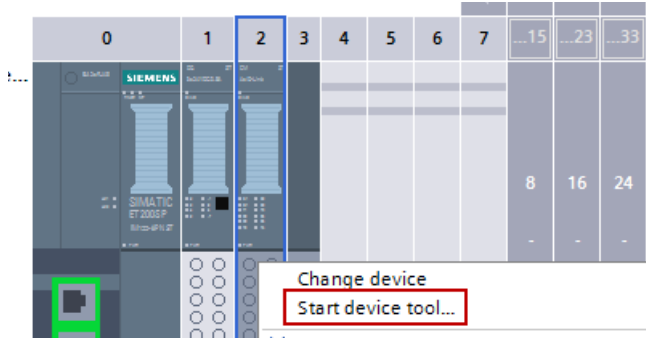 0 1 2 3 4 5 6 7 ...15 ...23 ...33
SIEMENS
SIMATIC
ET 200SP
8 16 24
- - -
Change device
Start device tool...